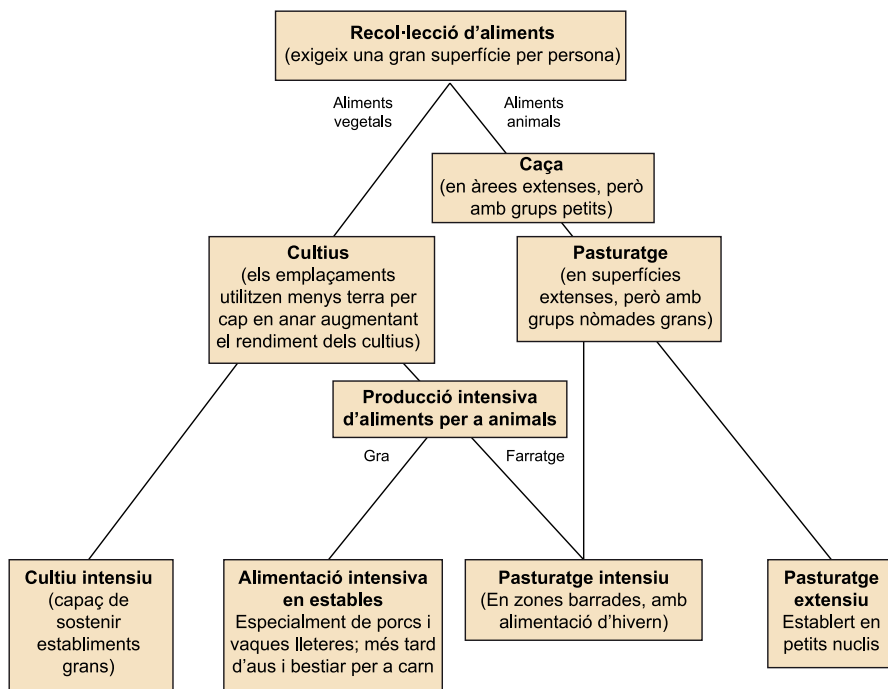 Recol·lecció d’aliments
(exigeix una gran superfície per persona)
Aliments
vegetals
Aliments
animals
Caça
(en àrees extenses, però
amb grups petits)
Cultius
(els emplaçaments
utilitzen menys terra per
cap en anar augmentant
el rendiment dels cultius)
Pasturatge
(en superfícies
extenses, però amb
grups nòmades grans)
Producció intensiva
d’aliments per a animals
Gra
Farratge
Cultiu intensiu
(capaç de
sostenir
establiments
grans)
Alimentació intensiva
en estables
Especialment de porcs i
vaques lleteres; més tard
d’aus i bestiar per a carn
Pasturatge intensiu
(En zones barrades, amb
alimentació d’hivern)
Pasturatge
extensiu
Establert en
petits nuclis